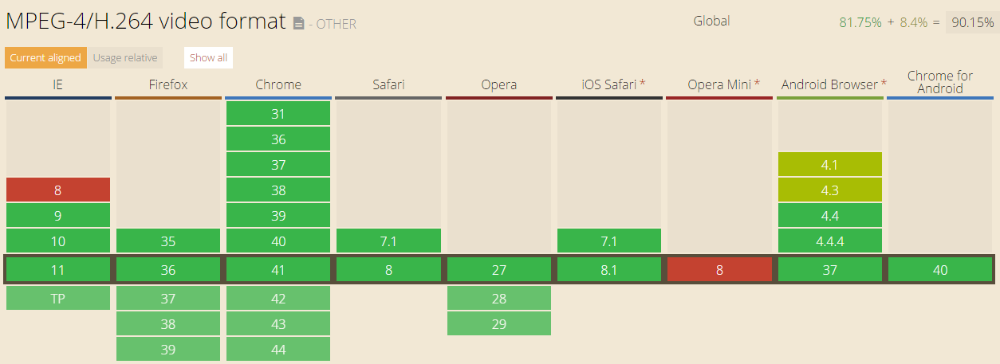 MPEG-4/H.264 video format - OTHER
Global 81.75% + 8.4% = 90.15%
Current aligned Usage relative Show all
IE Firefox Chrome Safari Opera iOS Safari * Opera Mini * Android Browser * Chrome for Android
31
36
37 4.1
8 38 4.3
9 39 4.4
10 35 40 7.1 7.1 4.4.4
11 36 41 8 27 8.1 8 37 40
TP 37 42 28
38 43 29
39 44